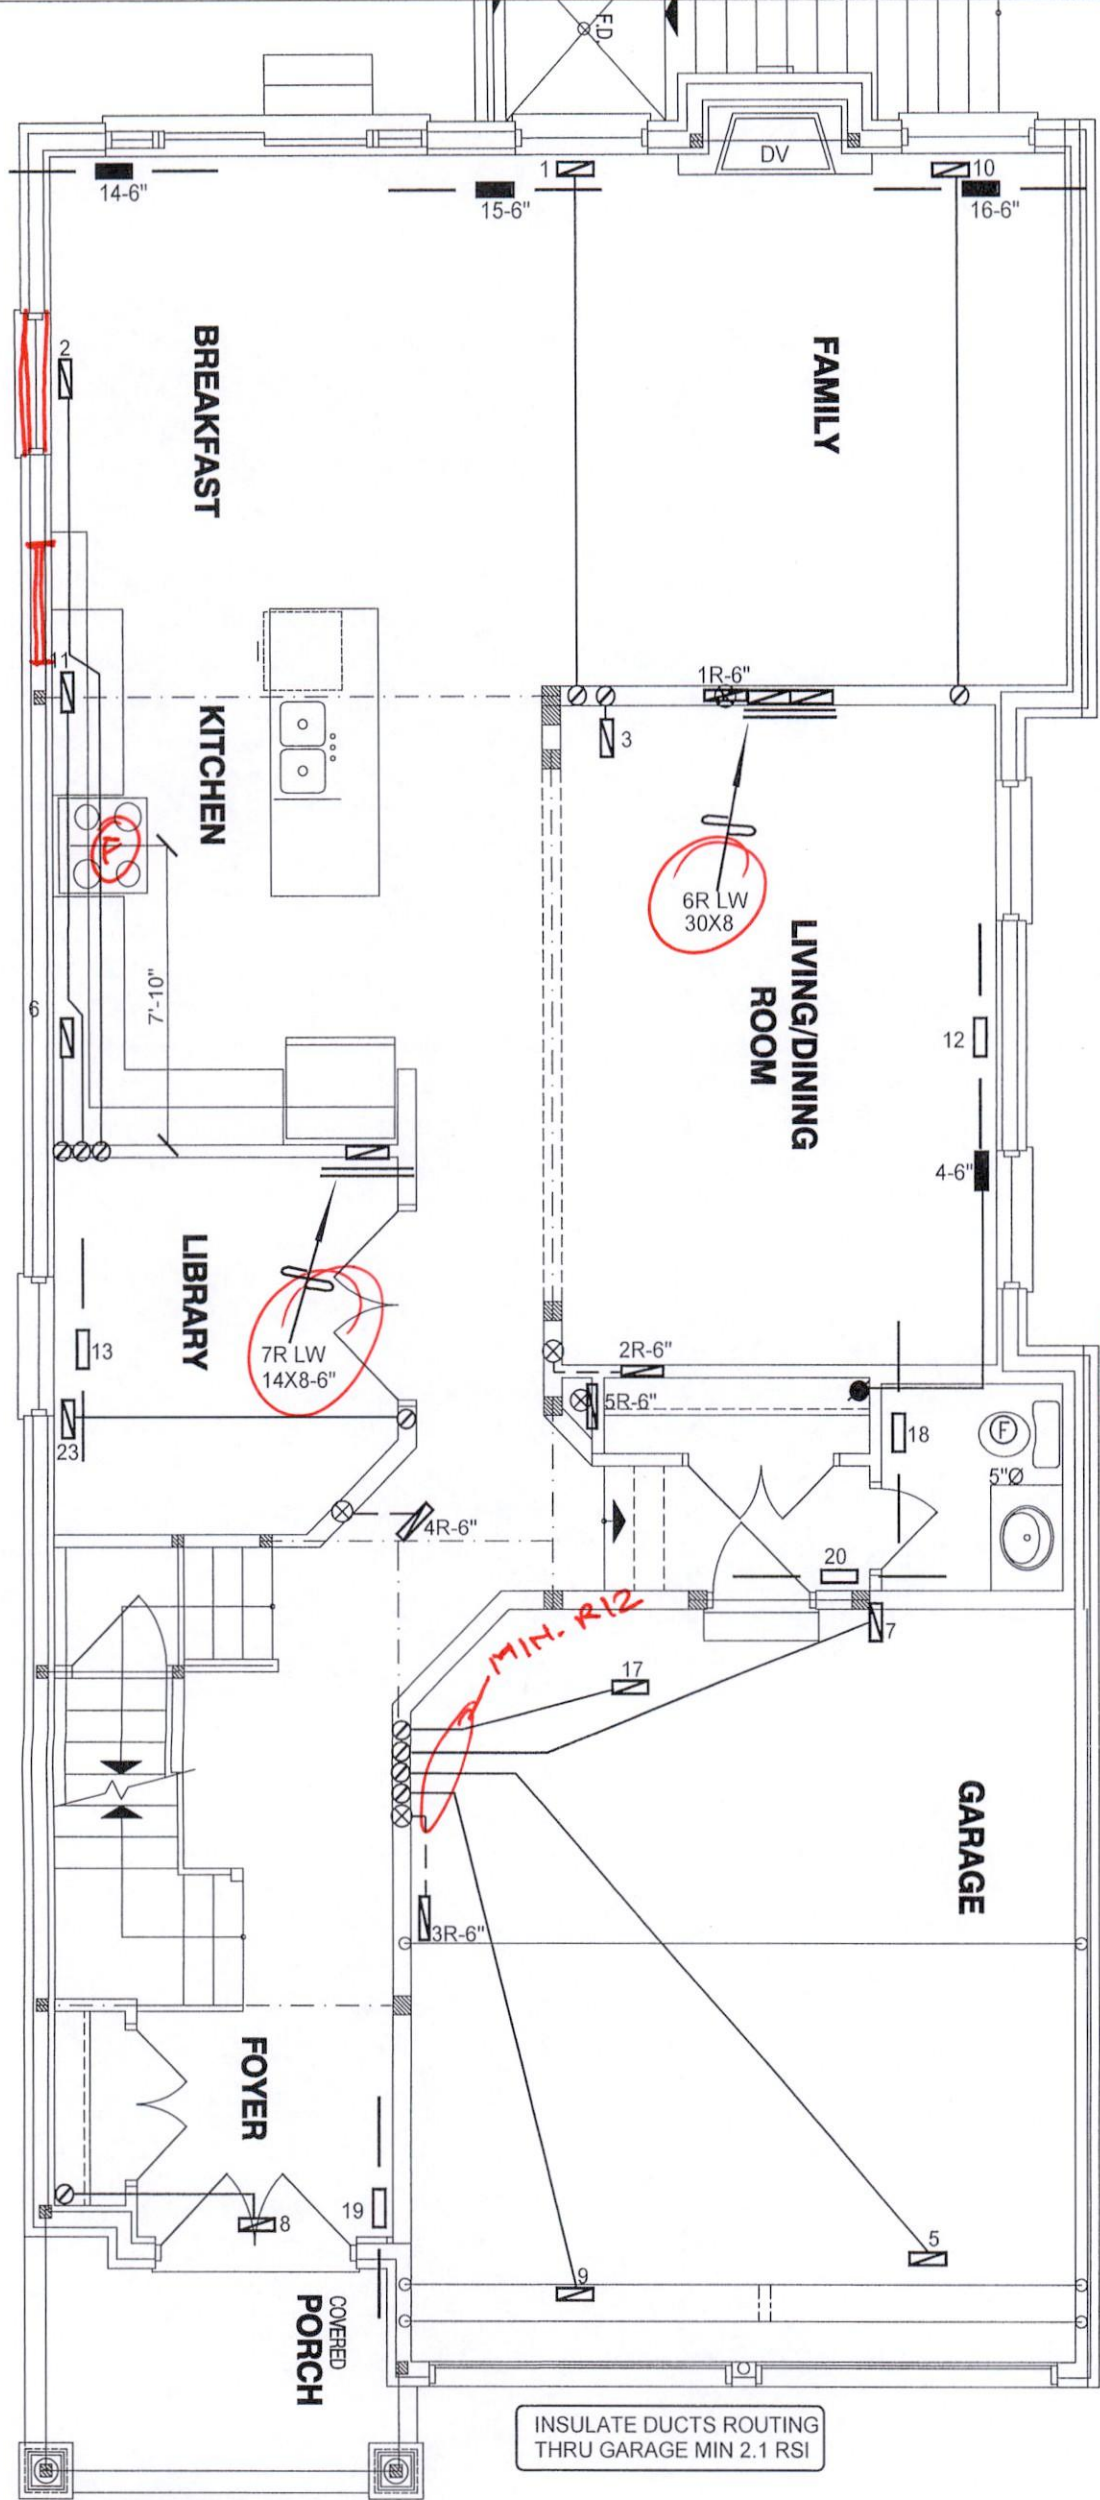 F.D.
DV
1
10
14-6"
15-6"
16-6"
2
BREAKFAST
FAMILY
11
1R-6"
3
KITCHEN
6R LW
30X8
7'-10"
6
LIVING/DINING
ROOM
12
4-6"
LIBRARY
13
7R LW
14X8-6"
2R-6"
5R-6"
18
F
5"Ø
23
4R-6"
20
MIN. R12
7
17
GARAGE
3R-6"
FOYER
19
8
5
9
COVERED
PORCH
INSULATE DUCTS ROUTING
THRU GARAGE MIN 2.1 RSI